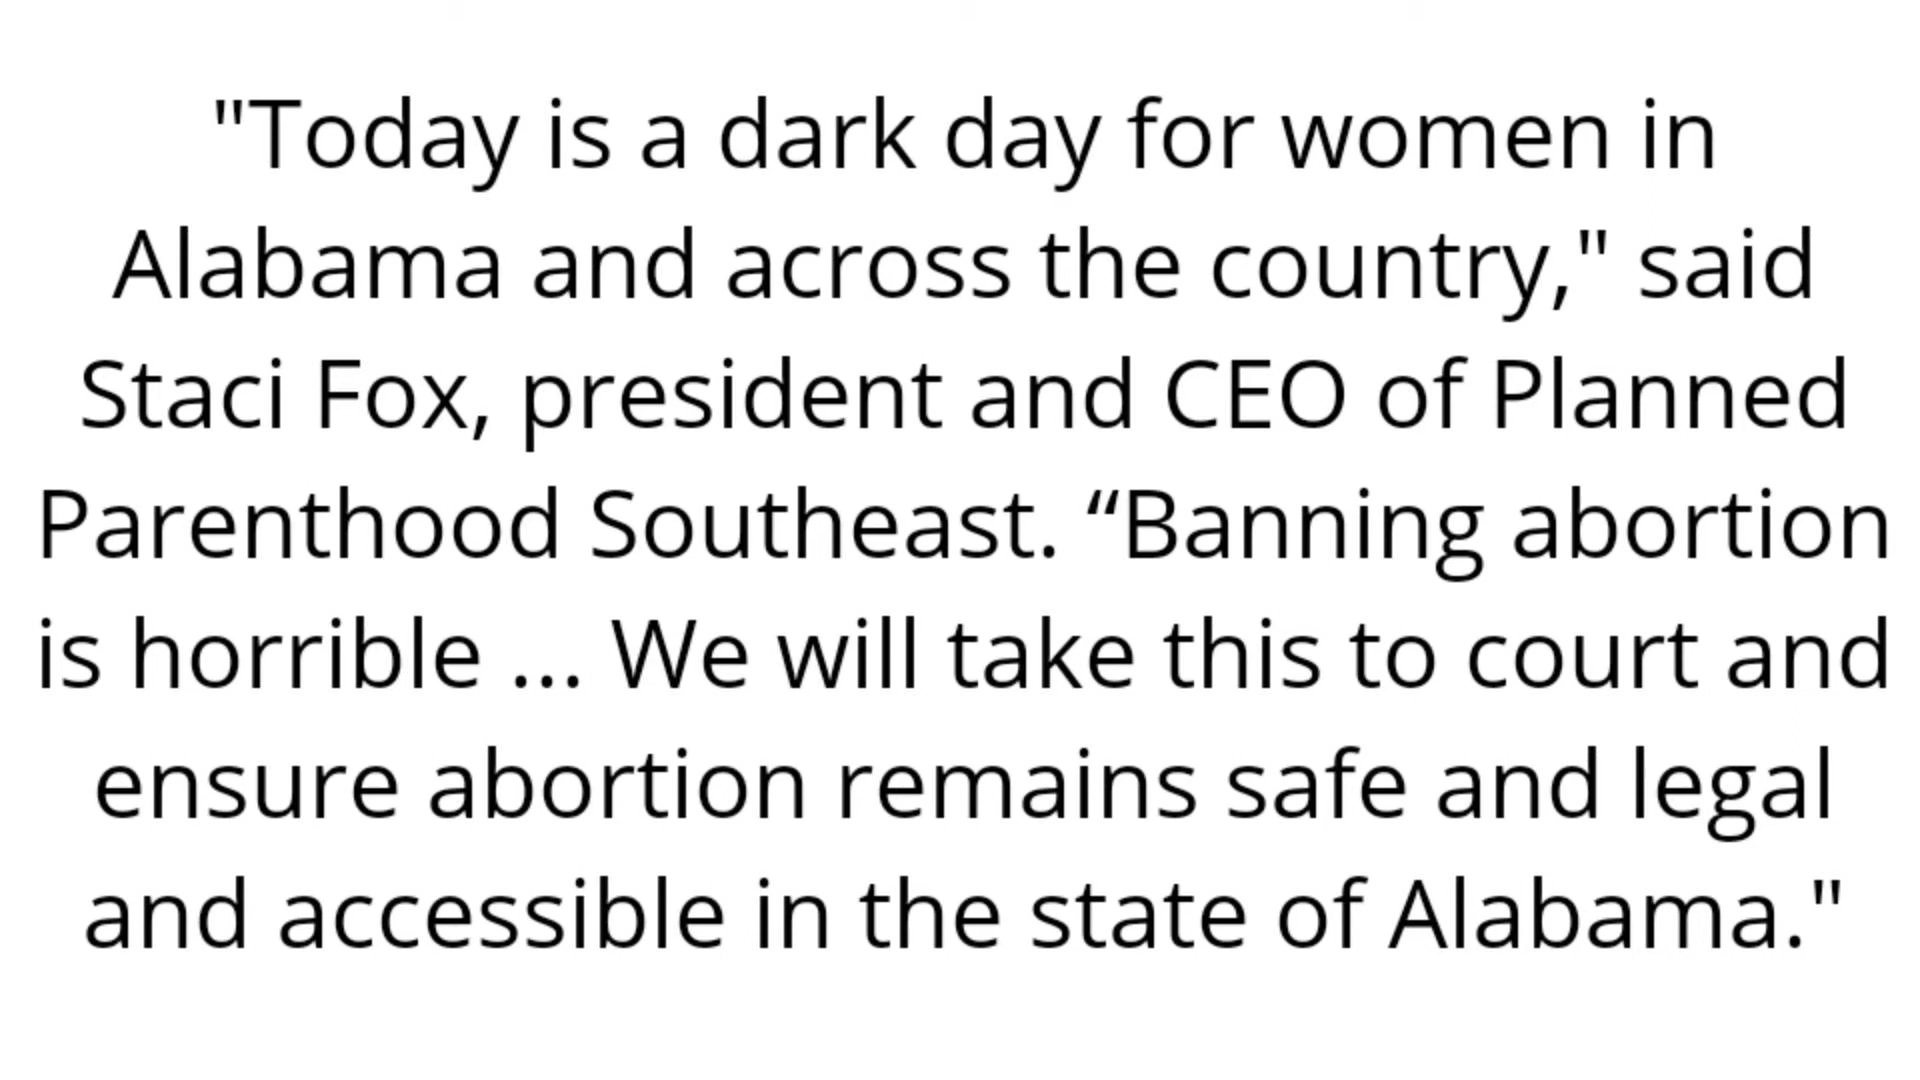 "Today is a dark day for women in
Alabama and across the country," said
Staci Fox, president and CEO of Planned
Parenthood Southeast. “Banning abortion
is horrible ... We will take this to court and
ensure abortion remains safe and legal
and accessible in the state of Alabama."